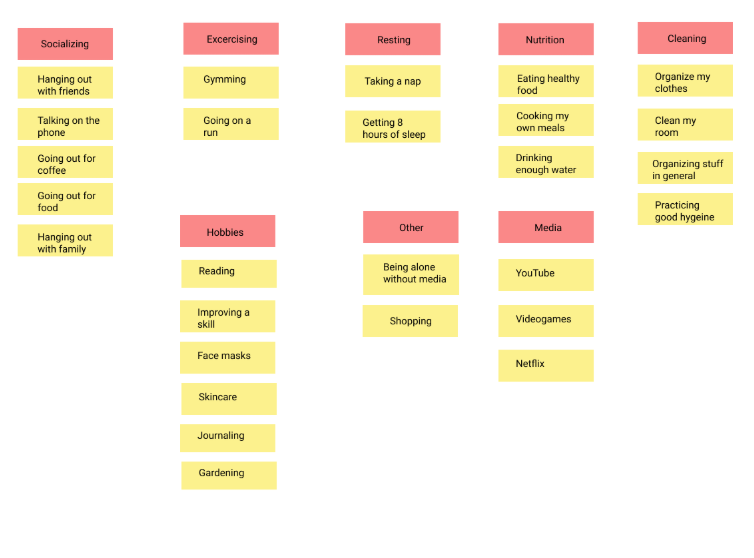 Socializing
Hanging out
with friends
Talking on the
phone
Going out for
coffee
Going out for
food
Hanging out
with family
Excercising
Gymming
Going on a
run
Resting
Taking a nap
Getting 8
hours of sleep
Nutrition
Eating healthy
food
Cooking my
own meals
Drinking
enough water
Cleaning
Organize my
clothes
Clean my
room
Organizing stuff
in general
Practicing
good hygeine
Hobbies
Reading
Improving a
skill
Face masks
Skincare
Journaling
Gardening
Other
Being alone
without media
Shopping
Media
YouTube
Videogames
Netflix